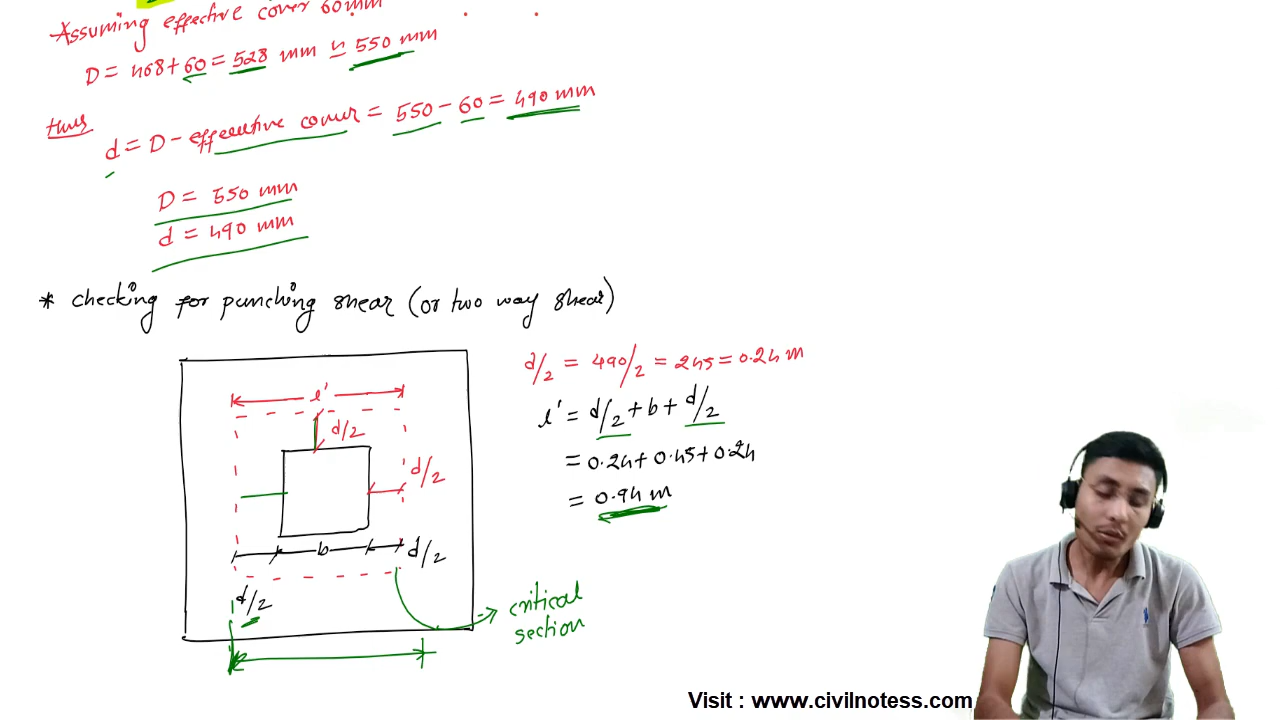 Assuming effective cover 60mm
D = 468+60 = 528 mm ≃ 550 mm
thus
d = D - effective cover = 550 - 60 = 490 mm
D = 550 mm
d = 490 mm
* checking for punching shear (or two way shear)
d/2 = 490/2 = 245 = 0.24 m
l' = d/2 + b + d/2
= 0.24 + 0.45 + 0.24
= 0.94 m
l'
d/2
d/2
b
d/2
d/2
critical
section
Visit : www.civilnotess.com